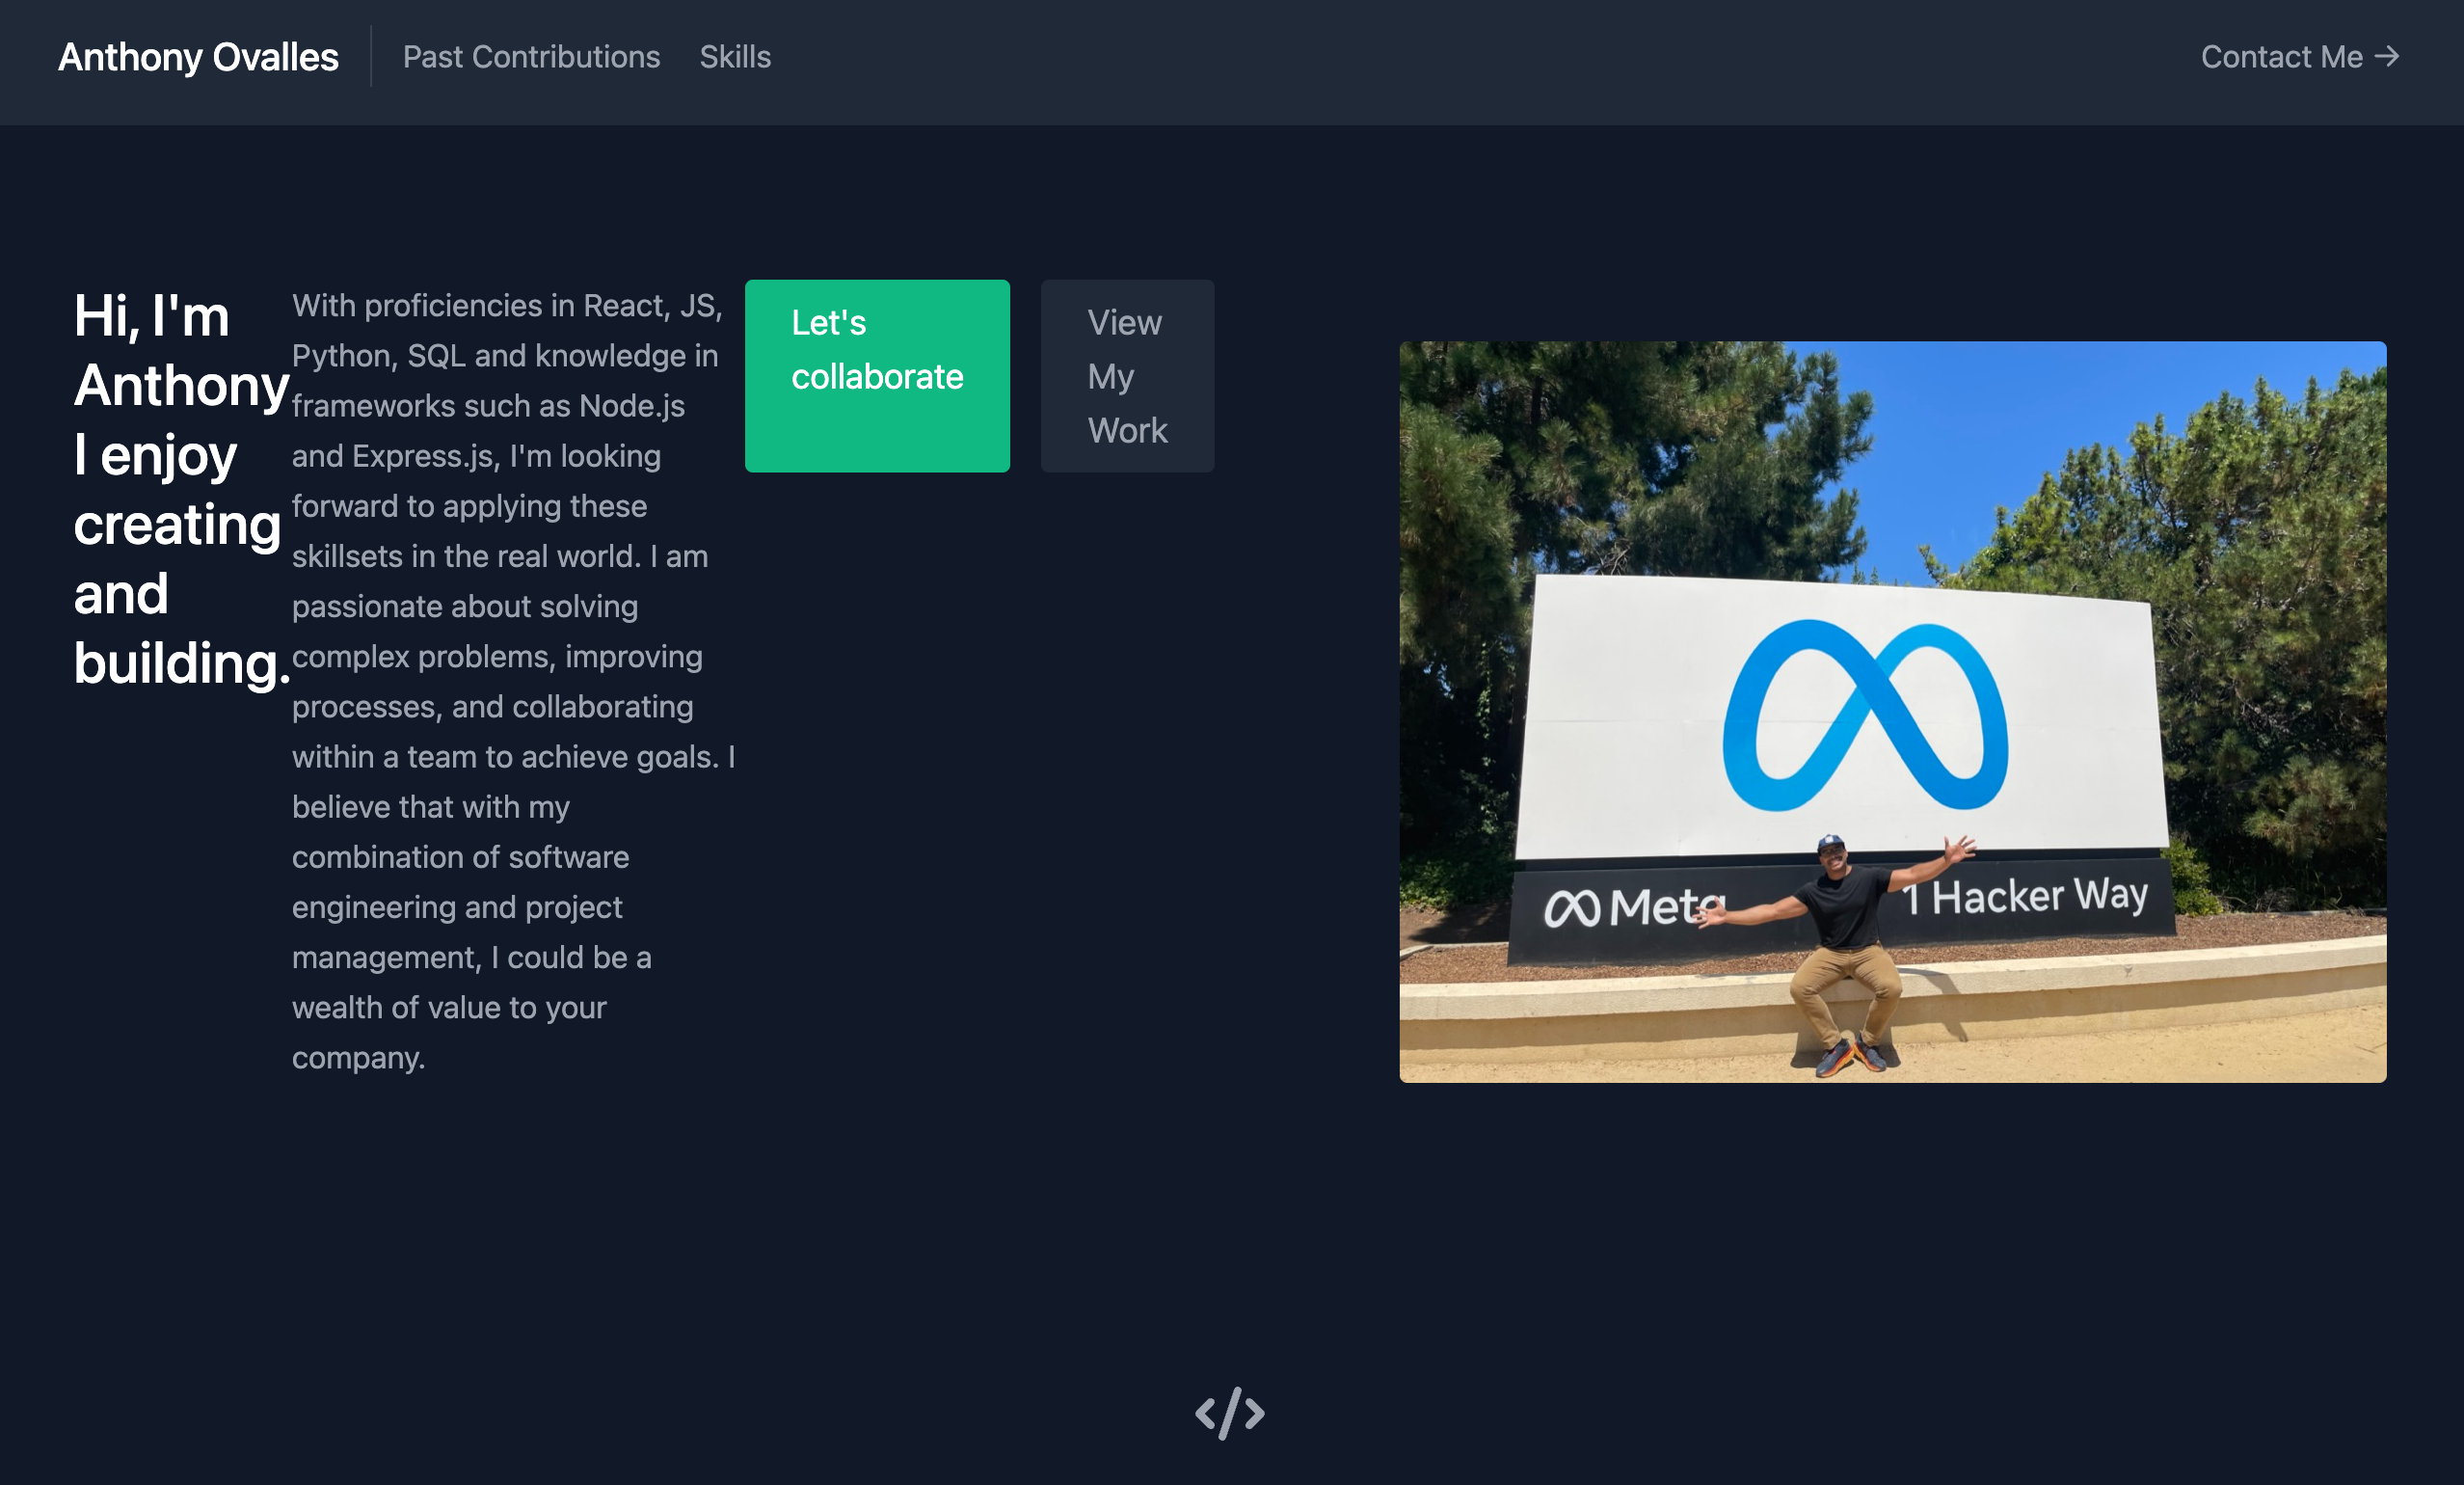 Anthony Ovalles
Past Contributions
Skills
Contact Me →
Hi, I'm
Anthony
I enjoy
creating
and
building.
With proficiencies in React, JS,
Python, SQL and knowledge in
frameworks such as Node.js
and Express.js, I'm looking
forward to applying these
skillsets in the real world. I am
passionate about solving
complex problems, improving
processes, and collaborating
within a team to achieve goals. I
believe that with my
combination of software
engineering and project
management, I could be a
wealth of value to your
company.
Let's
collaborate
View
My
Work
Meta
1 Hacker Way
</>